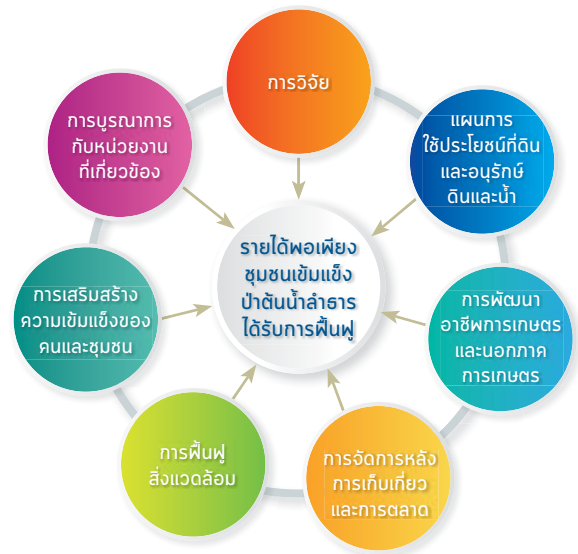 การวิจัย
แผนการ
ใช้ประโยชน์ที่ดิน
และอนุรักษ์
ดินและน้ำ
การพัฒนา
อาชีพการเกษตร
และนอกภาค
การเกษตร
การจัดการหลัง
การเก็บเกี่ยว
และการตลาด
การฟื้นฟู
สิ่งแวดล้อม
การเสริมสร้าง
ความเข้มแข็งของ
คนและชุมชน
การบูรณาการ
กับหน่วยงาน
ที่เกี่ยวข้อง
รายได้พอเพียง
ชุมชนเข้มแข็ง
ป่าต้นน้ำลำธาร
ได้รับการฟื้นฟู